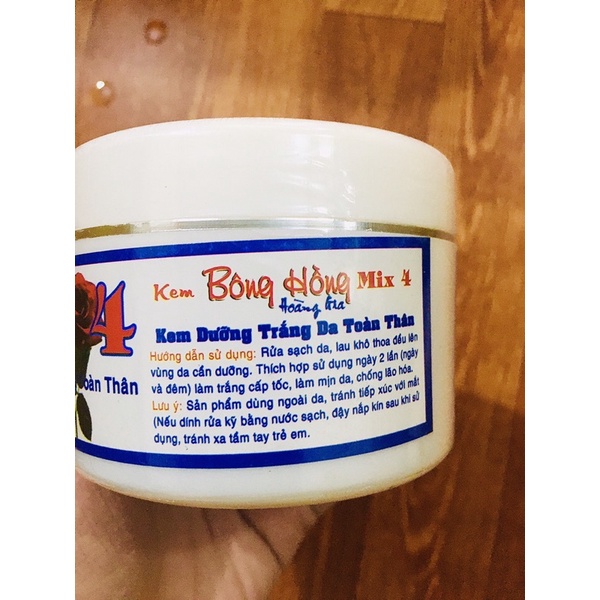 4
oàn Thân
Kem Bông Hồng Mix 4
Hoàng Gia
Kem Dưỡng Trắng Da Toàn Thân
Hướng dẫn sử dụng: Rửa sạch da, lau khô thoa đều lên
vùng da cần dưỡng. Thích hợp sử dụng ngày 2 lần (ngày
và đêm) làm trắng cấp tốc, làm mịn da, chống lão hóa.
Lưu ý: Sản phẩm dùng ngoài da, tránh tiếp xúc với mắt
(Nếu dính rửa kỹ bằng nước sạch, đậy nắp kín sau khi sử
dụng, tránh xa tầm tay trẻ em.